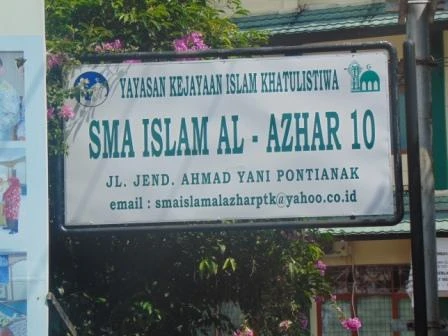 YAYASAN KEJAYAAN ISLAM KHATULISTIWA
SMA ISLAM AL - AZHAR 10
JL. JEND. AHMAD YANI PONTIANAK
email : smaislamalazharptk@yahoo.co.id